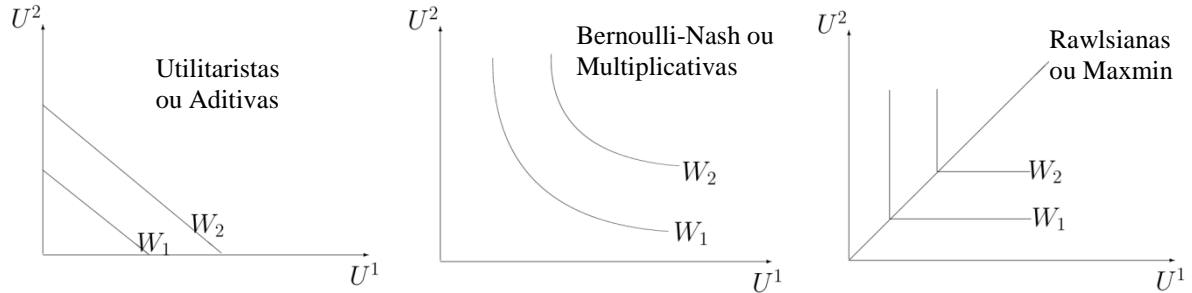 U²
Utilitaristas
ou Aditivas
W₂
W₁
U¹
U²
Bernoulli-Nash ou
Multiplicativas
W₂
W₁
U¹
U²
Rawlsianas
ou Maxmin
W₂
W₁
U¹